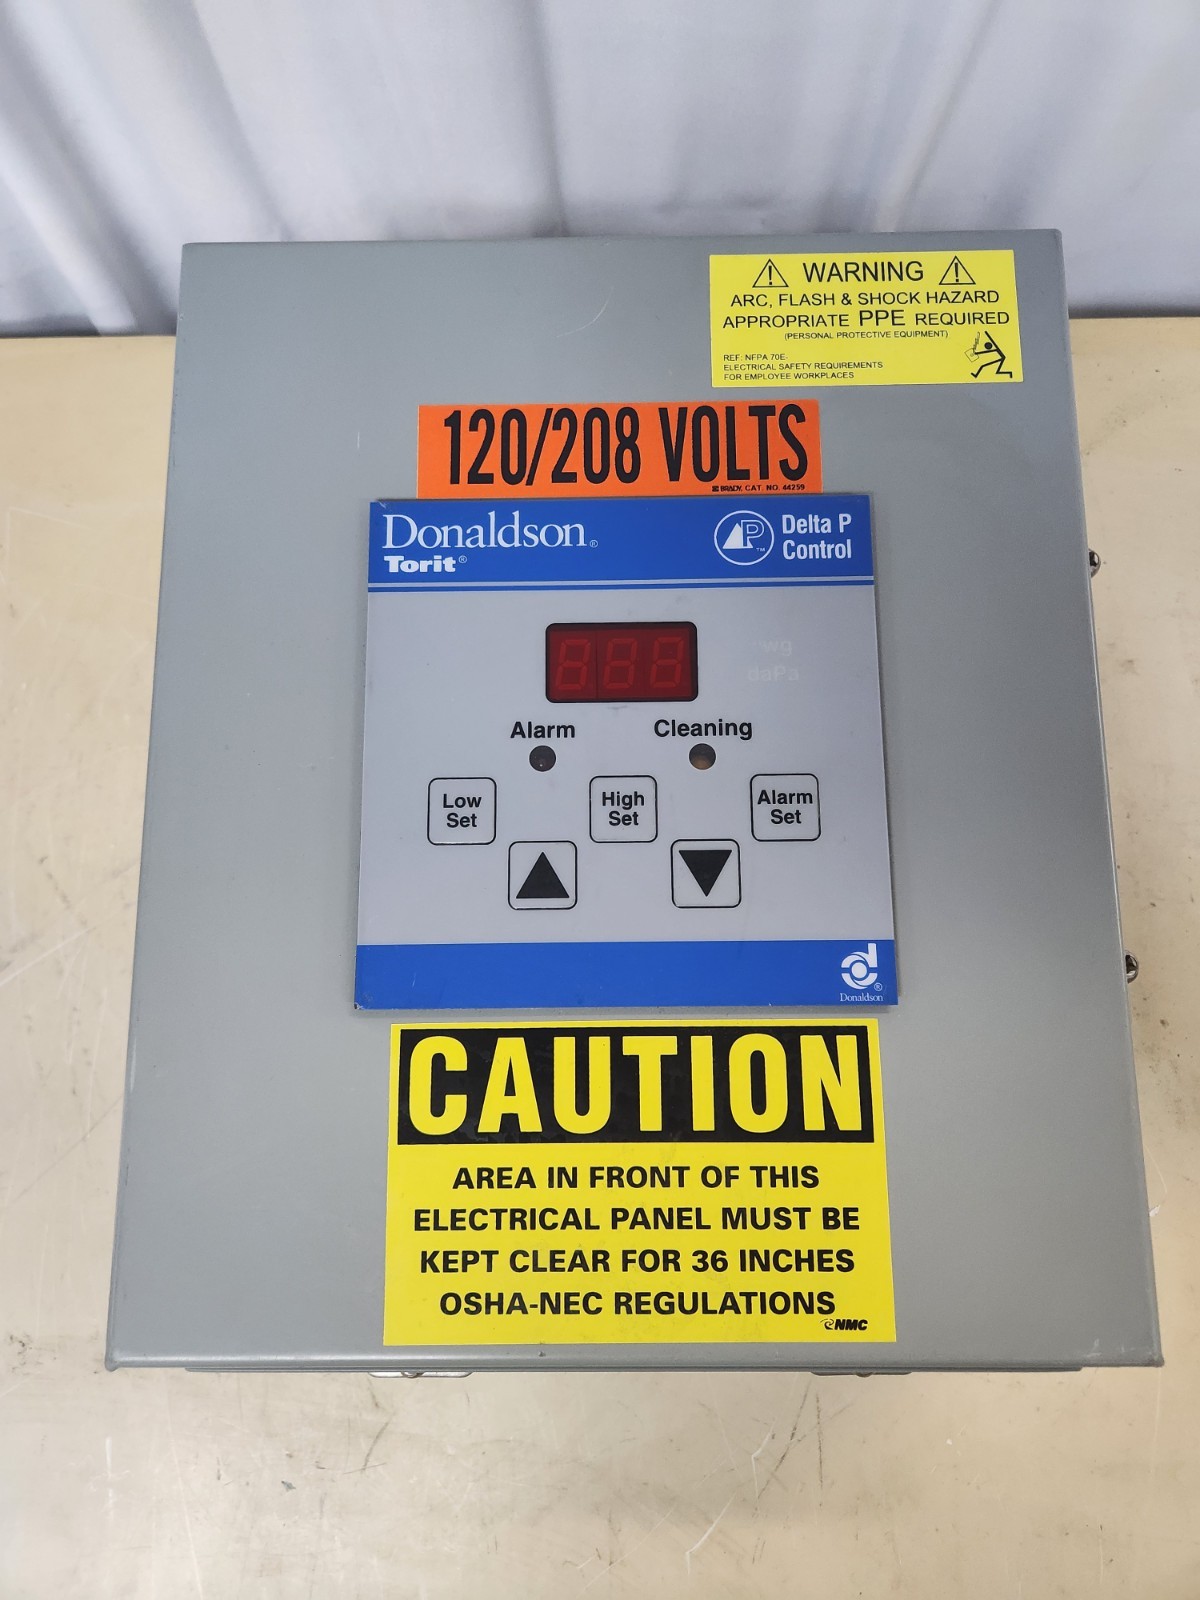 WARNING
ARC, FLASH & SHOCK HAZARD
APPROPRIATE PPE REQUIRED
(PERSONAL PROTECTIVE EQUIPMENT)
REF: NFPA 70E-
ELECTRICAL SAFETY REQUIREMENTS
FOR EMPLOYEE WORKPLACES
120/208 VOLTS
BRADY. CAT. NO. 44259
Donaldson®
Torit®
P™
Delta P
Control
888
"wg
daPa
Alarm
Cleaning
Low
Set
High
Set
Alarm
Set
Donaldson®
CAUTION
AREA IN FRONT OF THIS
ELECTRICAL PANEL MUST BE
KEPT CLEAR FOR 36 INCHES
OSHA-NEC REGULATIONS
NMC